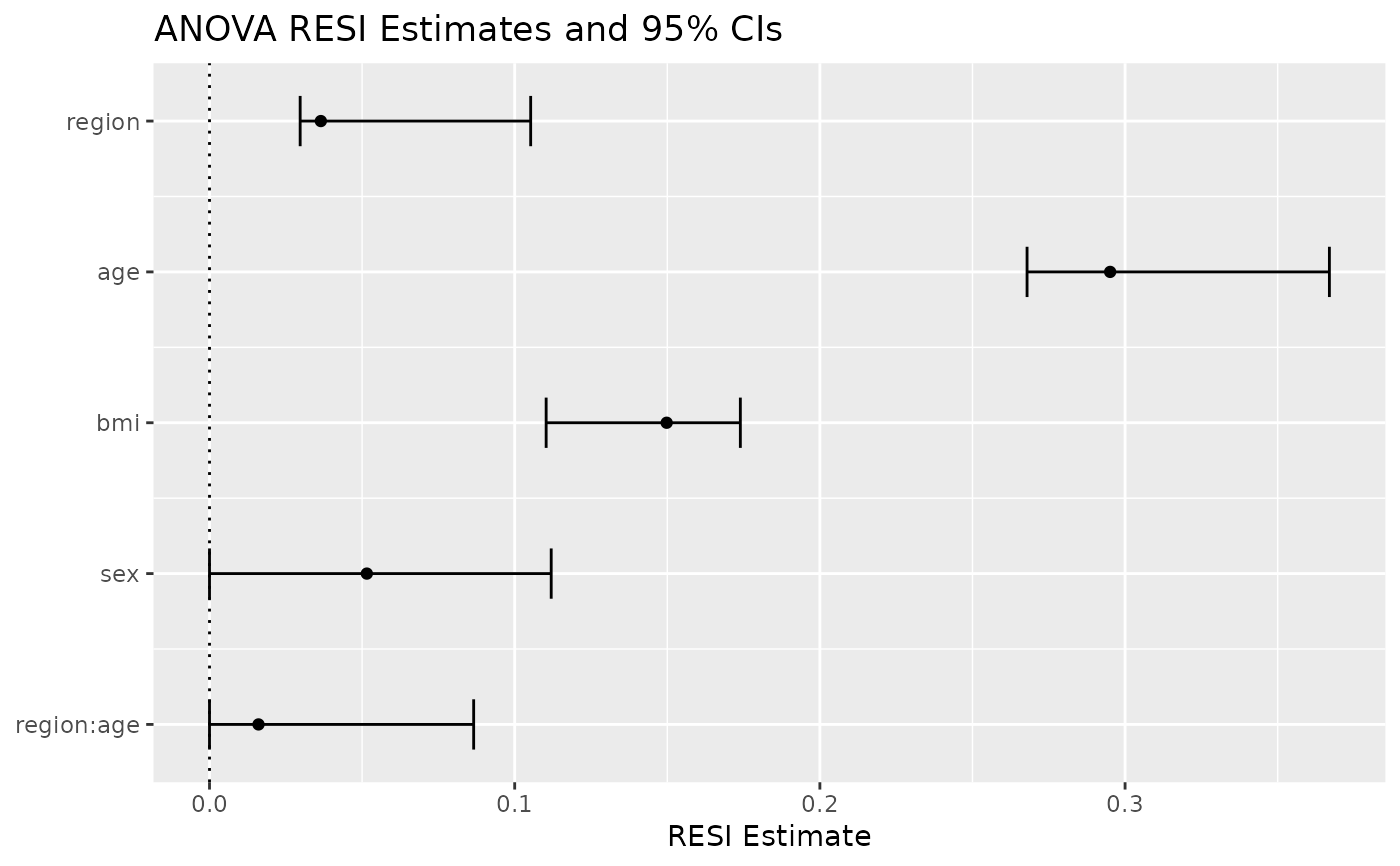 ANOVA RESI Estimates and 95% CIs
region
age
bmi
sex
region:age
0.0 0.1 0.2 0.3
RESI Estimate